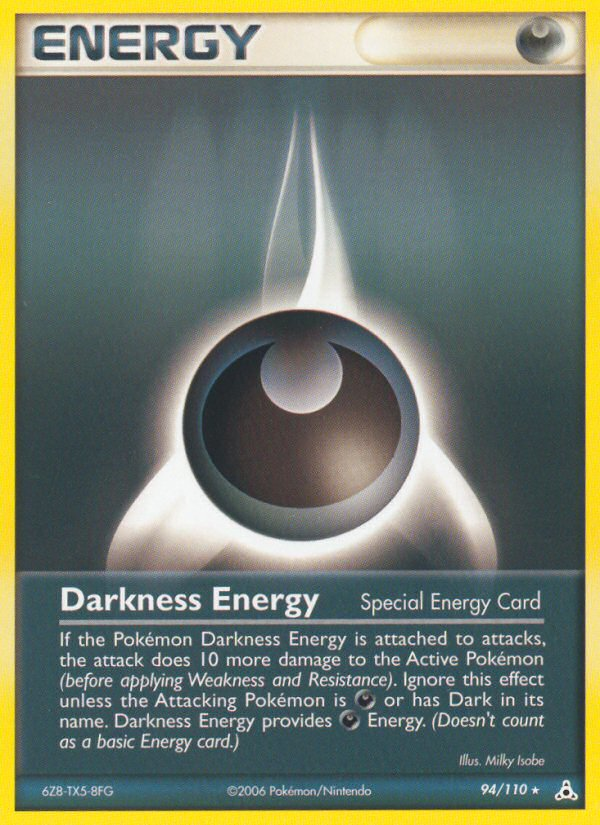 ENERGY
Darkness Energy Special Energy Card
If the Pokémon Darkness Energy is attached to attacks,
the attack does 10 more damage to the Active Pokémon
(before applying Weakness and Resistance). Ignore this effect
unless the Attacking Pokémon is or has Dark in its
name. Darkness Energy provides Energy. (Doesn't count
as a basic Energy card.)
Illus. Milky Isobe
6Z8-TX5-8FG ©2006 Pokémon/Nintendo 94/110 ★